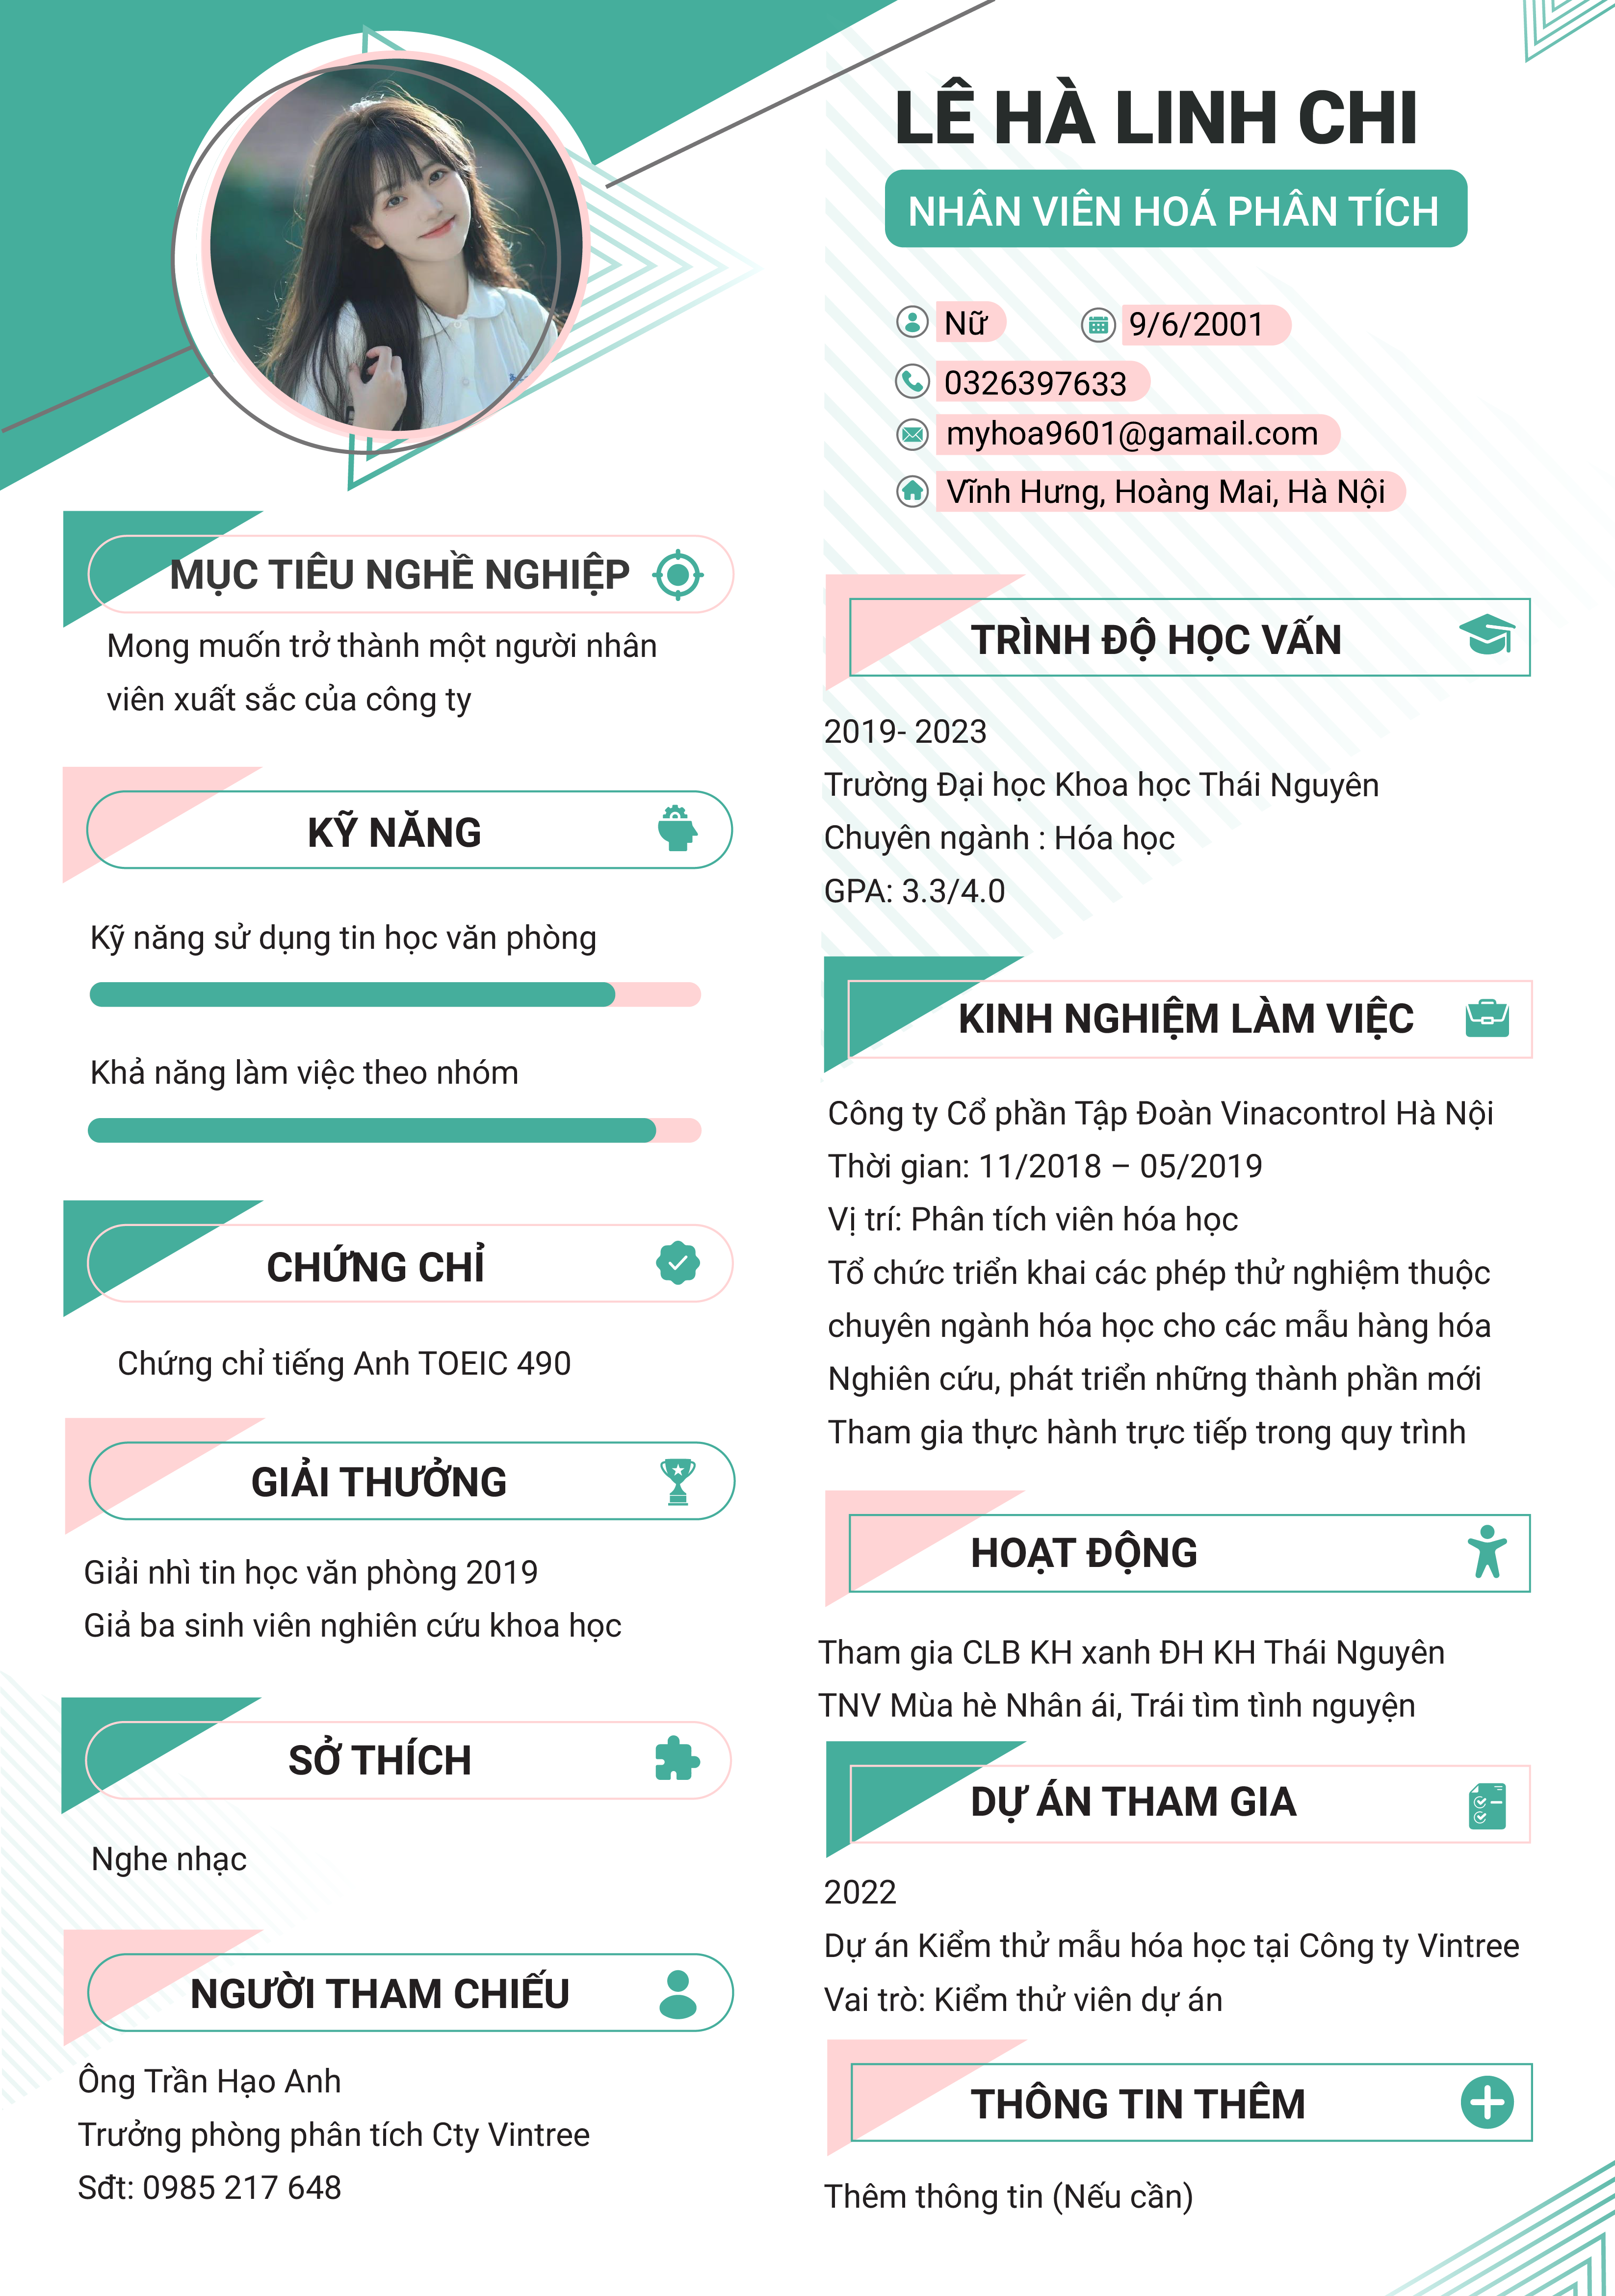 LÊ HÀ LINH CHI
NHÂN VIÊN HOÁ PHÂN TÍCH
Nữ
9/6/2001
0326397633
myhoa9601@gamail.com
Vĩnh Hưng, Hoàng Mai, Hà Nội
MỤC TIÊU NGHỀ NGHIỆP
Mong muốn trở thành một người nhân
viên xuất sắc của công ty
KỸ NĂNG
Kỹ năng sử dụng tin học văn phòng
Khả năng làm việc theo nhóm
CHỨNG CHỈ
Chứng chỉ tiếng Anh TOEIC 490
GIẢI THƯỞNG
Giải nhì tin học văn phòng 2019
Giả ba sinh viên nghiên cứu khoa học
SỞ THÍCH
Nghe nhạc
NGƯỜI THAM CHIẾU
Ông Trần Hạo Anh
Trưởng phòng phân tích Cty Vintree
Sđt: 0985 217 648
TRÌNH ĐỘ HỌC VẤN
2019- 2023
Trường Đại học Khoa học Thái Nguyên
Chuyên ngành : Hóa học
GPA: 3.3/4.0
KINH NGHIỆM LÀM VIỆC
Công ty Cổ phần Tập Đoàn Vinacontrol Hà Nội
Thời gian: 11/2018 – 05/2019
Vị trí: Phân tích viên hóa học
Tổ chức triển khai các phép thử nghiệm thuộc
chuyên ngành hóa học cho các mẫu hàng hóa
Nghiên cứu, phát triển những thành phần mới
Tham gia thực hành trực tiếp trong quy trình
HOẠT ĐỘNG
Tham gia CLB KH xanh ĐH KH Thái Nguyên
TNV Mùa hè Nhân ái, Trái tìm tình nguyện
DỰ ÁN THAM GIA
2022
Dự án Kiểm thử mẫu hóa học tại Công ty Vintree
Vai trò: Kiểm thử viên dự án
THÔNG TIN THÊM
Thêm thông tin (Nếu cần)